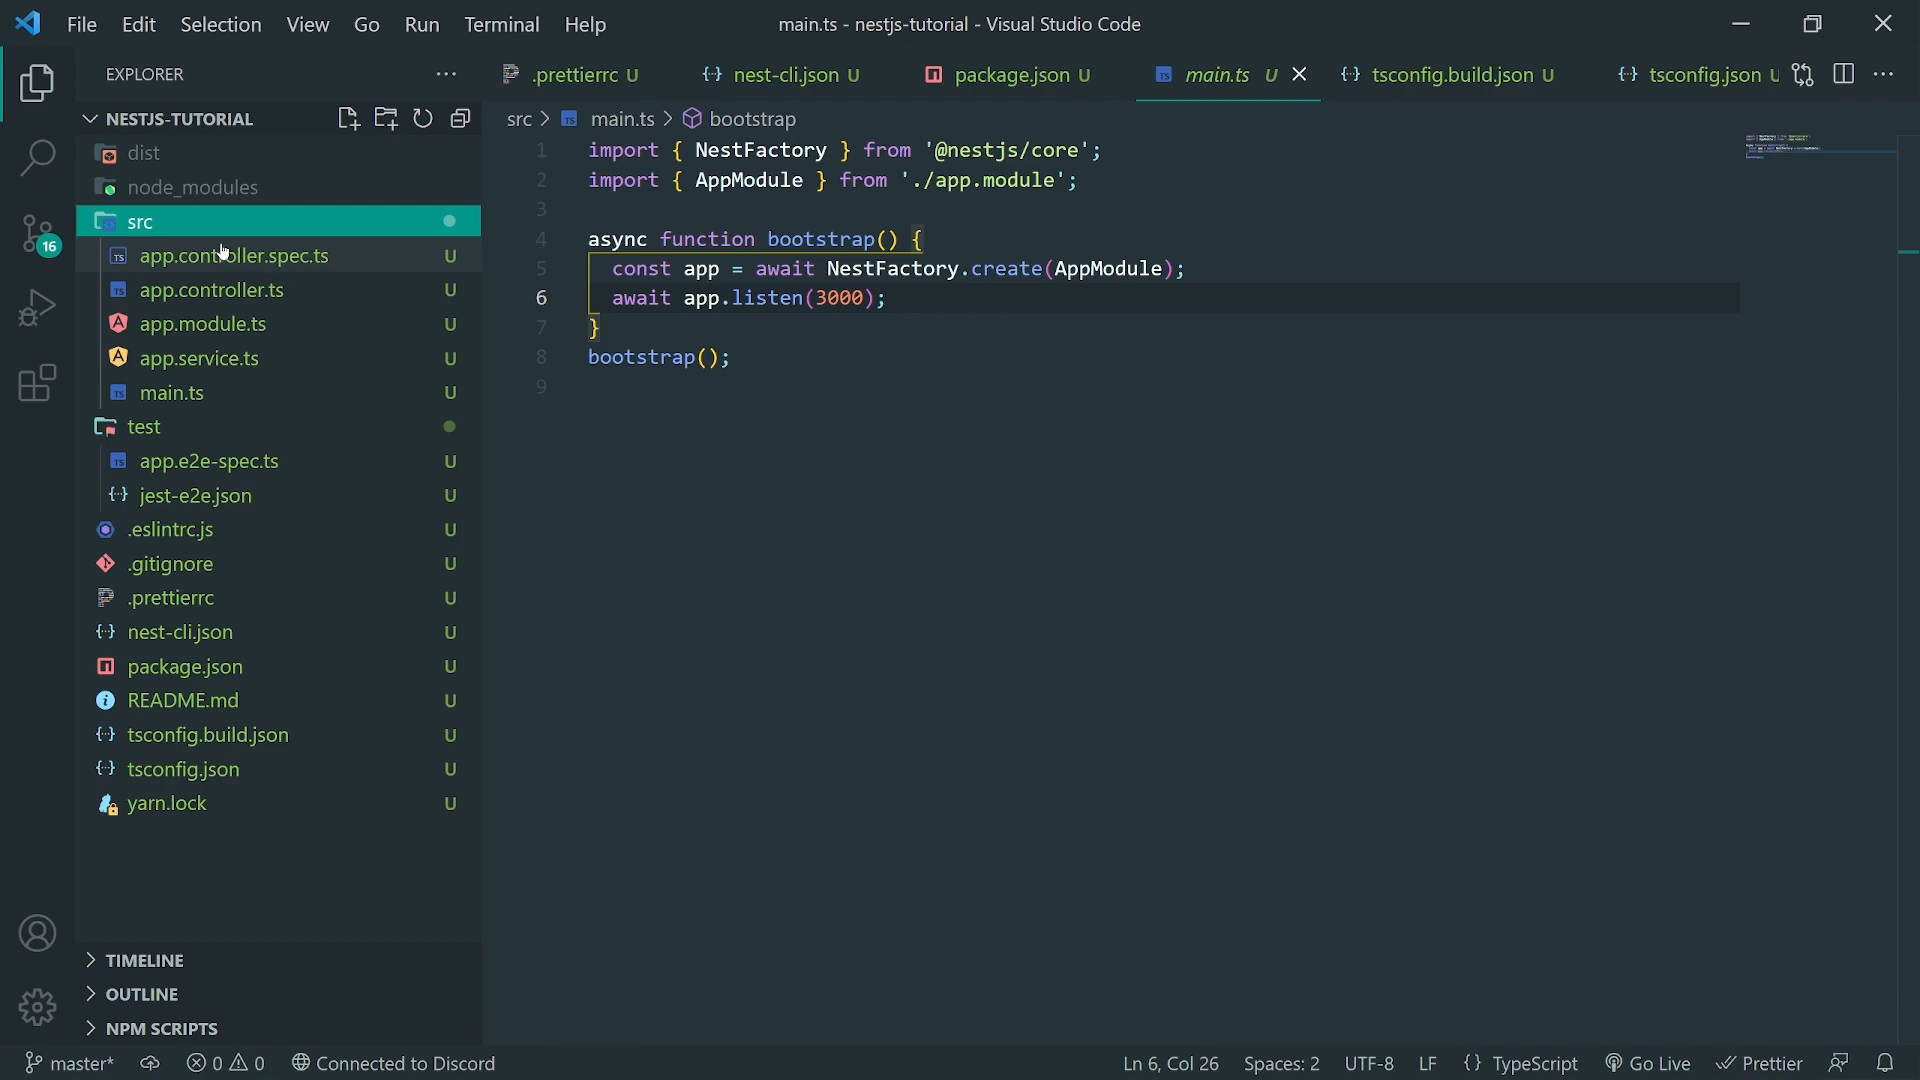 File Edit Selection View Go Run Terminal Help
main.ts - nestjs-tutorial - Visual Studio Code
EXPLORER
.prettierrc U
nest-cli.json U
package.json U
main.ts U
tsconfig.build.json U
tsconfig.json U
NESTJS-TUTORIAL
src > main.ts > bootstrap
dist
node_modules
src
app.controller.spec.ts U
app.controller.ts U
app.module.ts U
app.service.ts U
main.ts U
test
app.e2e-spec.ts U
jest-e2e.json U
.eslintrc.js U
.gitignore U
.prettierrc U
nest-cli.json U
package.json U
README.md U
tsconfig.build.json U
tsconfig.json U
yarn.lock U
16
1 import { NestFactory } from '@nestjs/core';
2 import { AppModule } from './app.module';
3
4 async function bootstrap() {
5 const app = await NestFactory.create(AppModule);
6 await app.listen(3000);
7 }
8 bootstrap();
9
TIMELINE
OUTLINE
NPM SCRIPTS
master* 0 0 Connected to Discord
Ln 6, Col 26 Spaces: 2 UTF-8 LF {} TypeScript Go Live Prettier